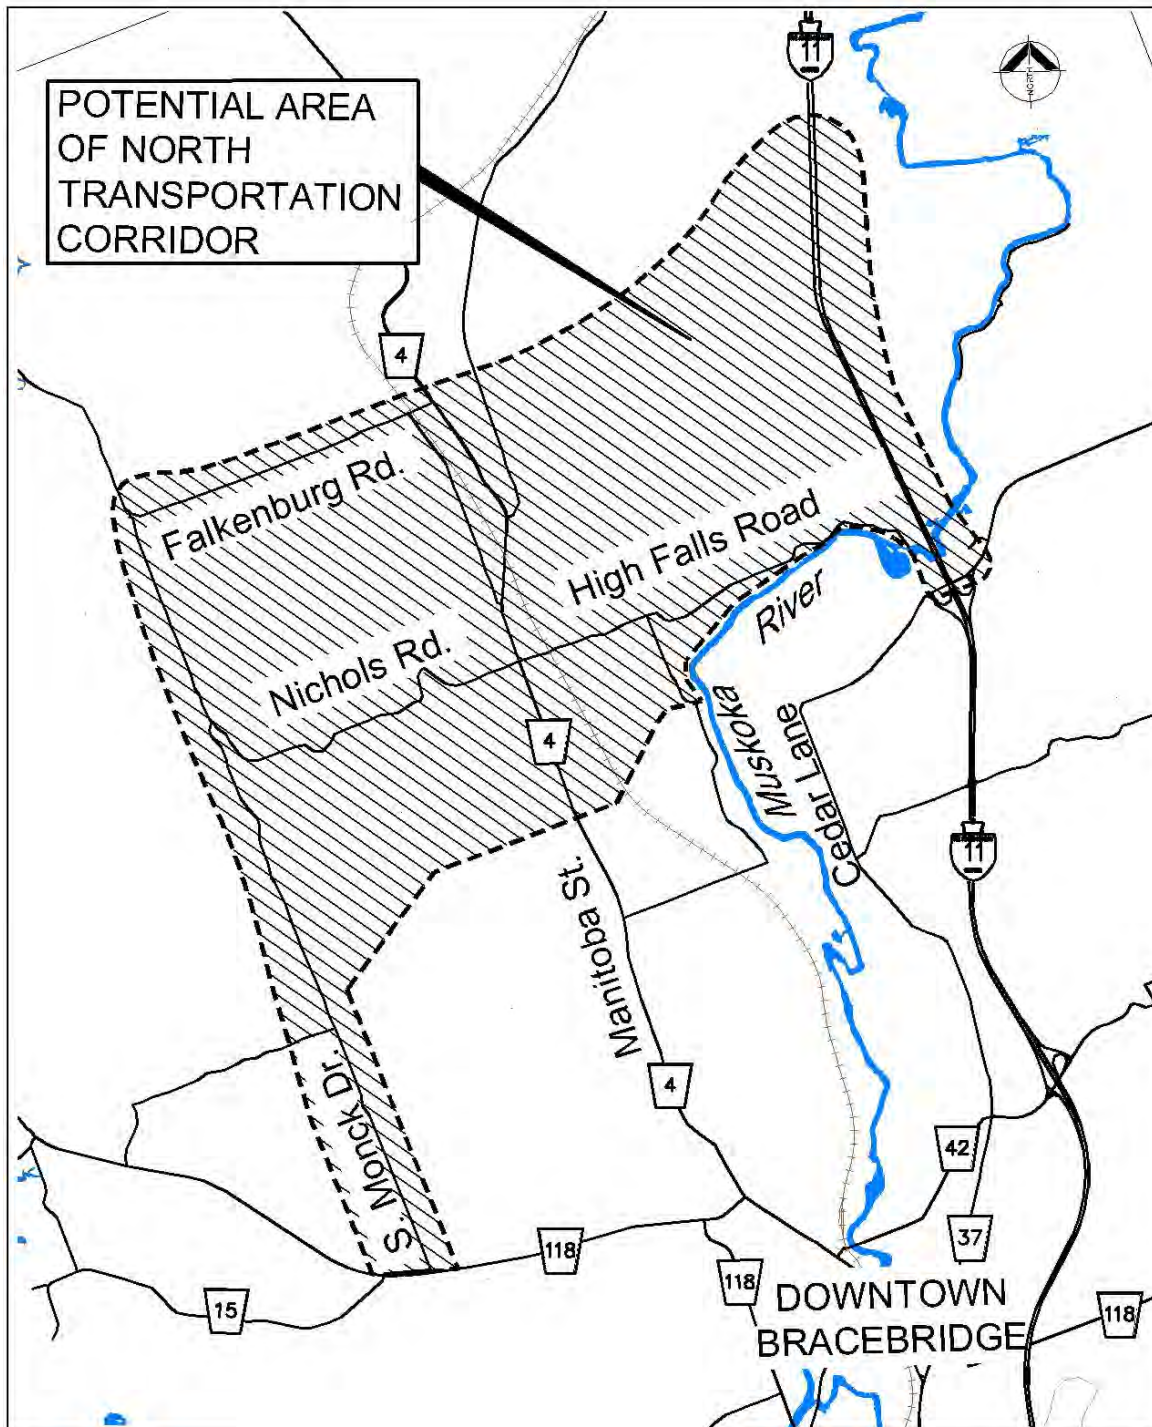 11
NORTH
POTENTIAL AREA
OF NORTH
TRANSPORTATION
CORRIDOR
4
Falkenburg Rd.
High Falls Road
River
Nichols Rd.
Muskoka
4
Cedar Lane
11
Manitoba St.
S. Monck Dr.
4
42
37
118
118
15
DOWNTOWN
BRACEBRIDGE
118